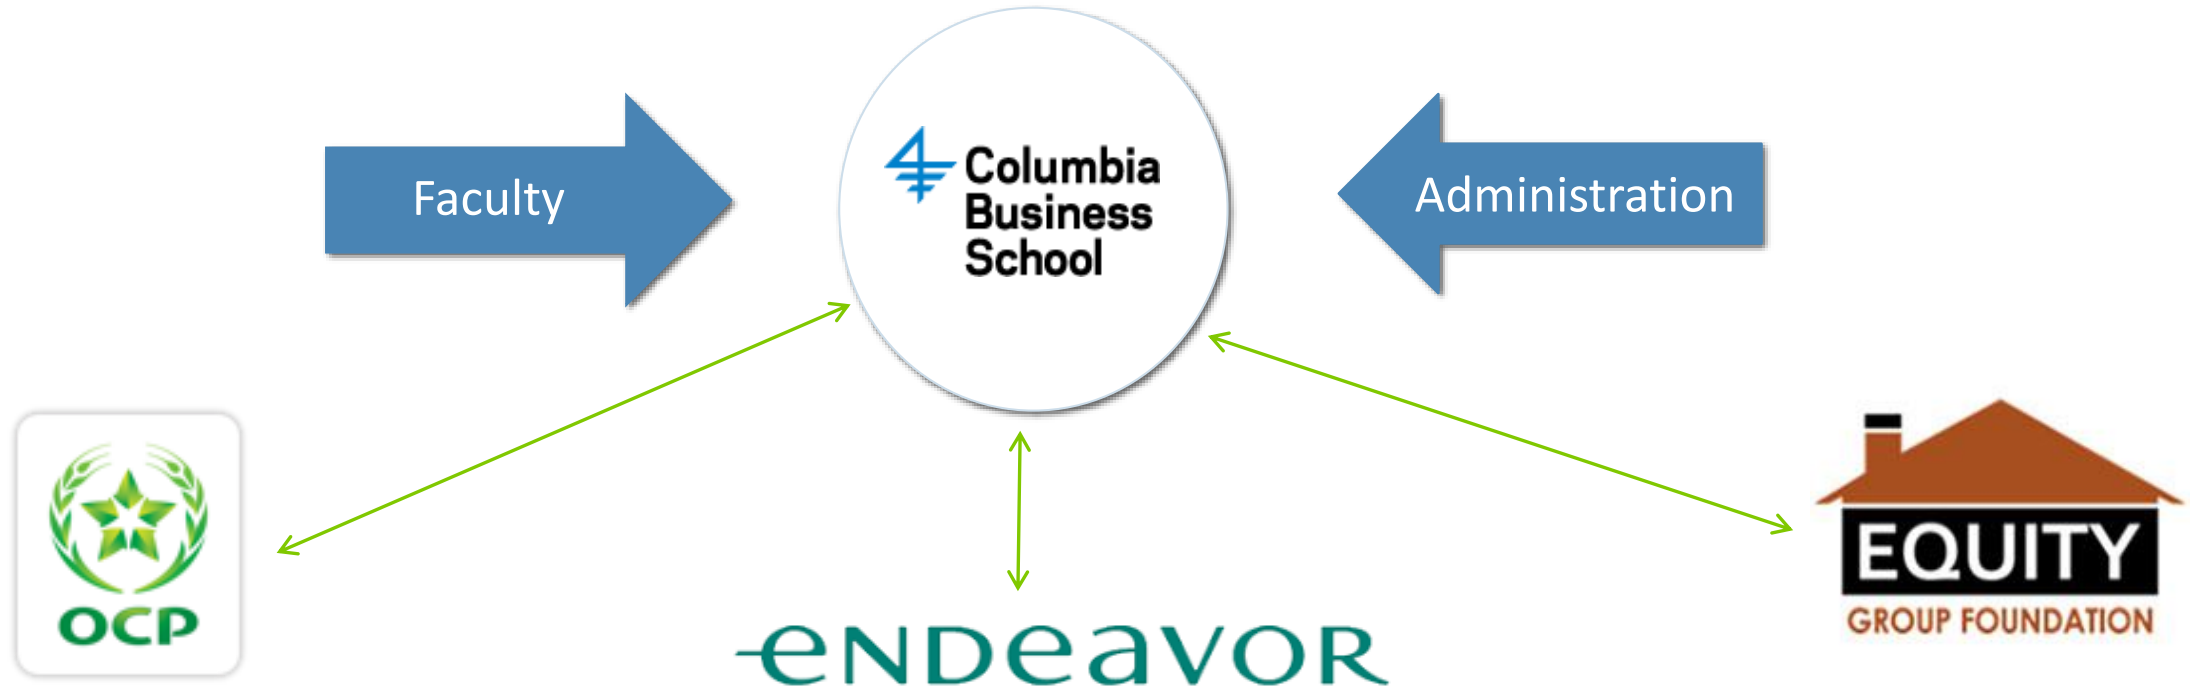 Faculty
Columbia
Business
School
Administration
OCP
ENDEAVOR
EQUITY
GROUP FOUNDATION